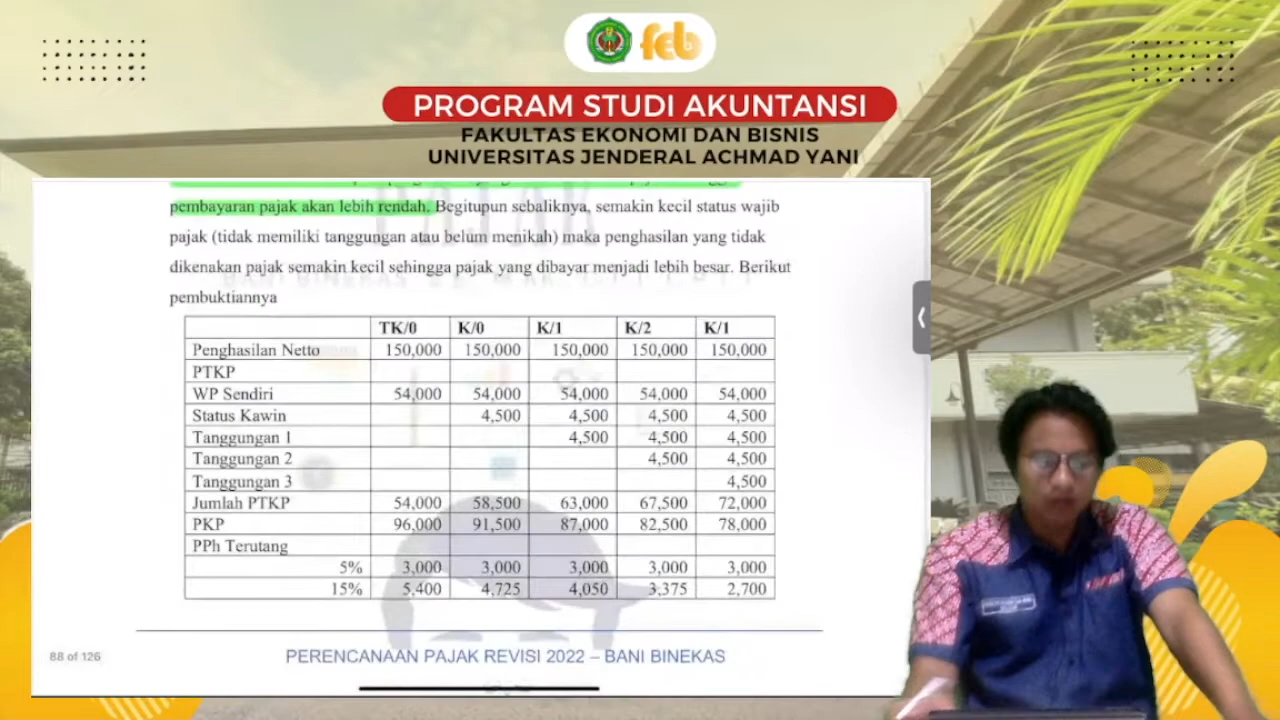 feb
PROGRAM STUDI AKUNTANSI
FAKULTAS EKONOMI DAN BISNIS
UNIVERSITAS JENDERAL ACHMAD YANI
pembayaran pajak akan lebih rendah. Begitupun sebaliknya, semakin kecil status wajib
pajak (tidak memiliki tanggungan atau belum menikah) maka penghasilan yang tidak
dikenakan pajak semakin kecil sehingga pajak yang dibayar menjadi lebih besar. Berikut
pembuktiannya
TK/0 K/0 K/1 K/2 K/1
Penghasilan Netto 150,000 150,000 150,000 150,000 150,000
PTKP
WP Sendiri 54,000 54,000 54,000 54,000 54,000
Status Kawin 4,500 4,500 4,500 4,500
Tanggungan 1 4,500 4,500 4,500
Tanggungan 2 4,500 4,500
Tanggungan 3 4,500
Jumlah PTKP 54,000 58,500 63,000 67,500 72,000
PKP 96,000 91,500 87,000 82,500 78,000
PPh Terutang
5% 3,000 3,000 3,000 3,000 3,000
15% 5,400 4,725 4,050 3,375 2,700
88 of 126
PERENCANAAN PAJAK REVISI 2022 – BANI BINEKAS